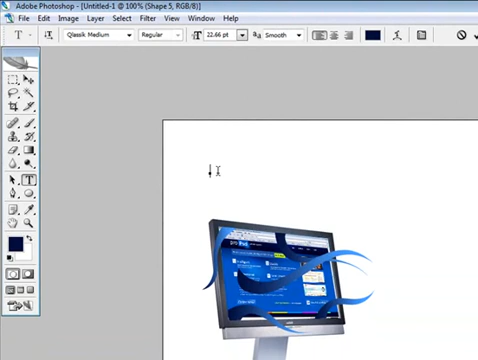 Adobe Photoshop - [Untitled-1 @ 100% (Shape 5, RGB/8)]
File Edit Image Layer Select Filter View Window Help
T Qlassik Medium Regular T 22.66 pt aa Smooth